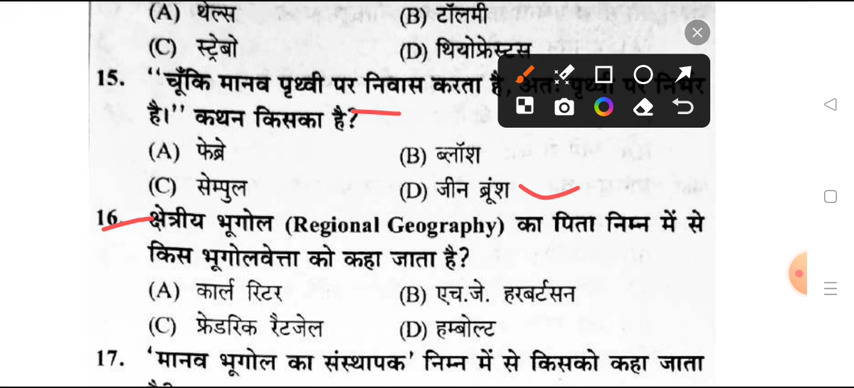 (A) थेल्स (B) टॉलमी
(C) स्ट्रेबो (D) थियोफ्रेस्टस
15. “चूँकि मानव पृथ्वी पर निवास करता है, अतः पृथ्वी पर निर्भर
है।” कथन किसका है?
(A) फेब्रे (B) ब्लॉश
(C) सेम्पुल (D) जीन ब्रूंश
16. क्षेत्रीय भूगोल (Regional Geography) का पिता निम्न में से
किस भूगोलवेत्ता को कहा जाता है?
(A) कार्ल रिटर (B) एच.जे. हरबर्टसन
(C) फ्रेडरिक रैटजेल (D) हम्बोल्ट
17. ‘मानव भूगोल का संस्थापक’ निम्न में से किसको कहा जाता